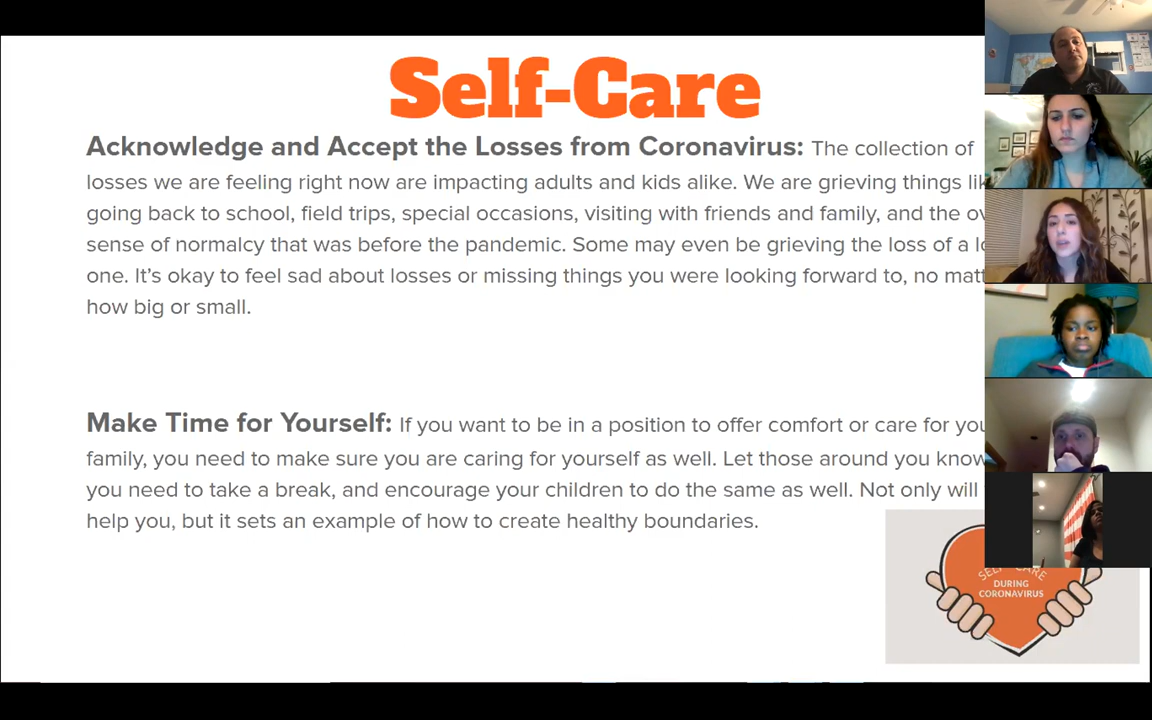 Self-Care
Acknowledge and Accept the Losses from Coronavirus: The collection of
losses we are feeling right now are impacting adults and kids alike. We are grieving things
going back to school, field trips, special occasions, visiting with friends and family, and the
sense of normalcy that was before the pandemic. Some may even be grieving the loss of a
one. It's okay to feel sad about losses or missing things you were looking forward to, no
how big or small.
Make Time for Yourself: If you want to be in a position to offer comfort or care for
family, you need to make sure you are caring for yourself as well. Let those around you know
you need to take a break, and encourage your children to do the same as well. Not only will
help you, but it sets an example of how to create healthy boundaries.
SELF-CARE
DURING
CORONAVIRUS